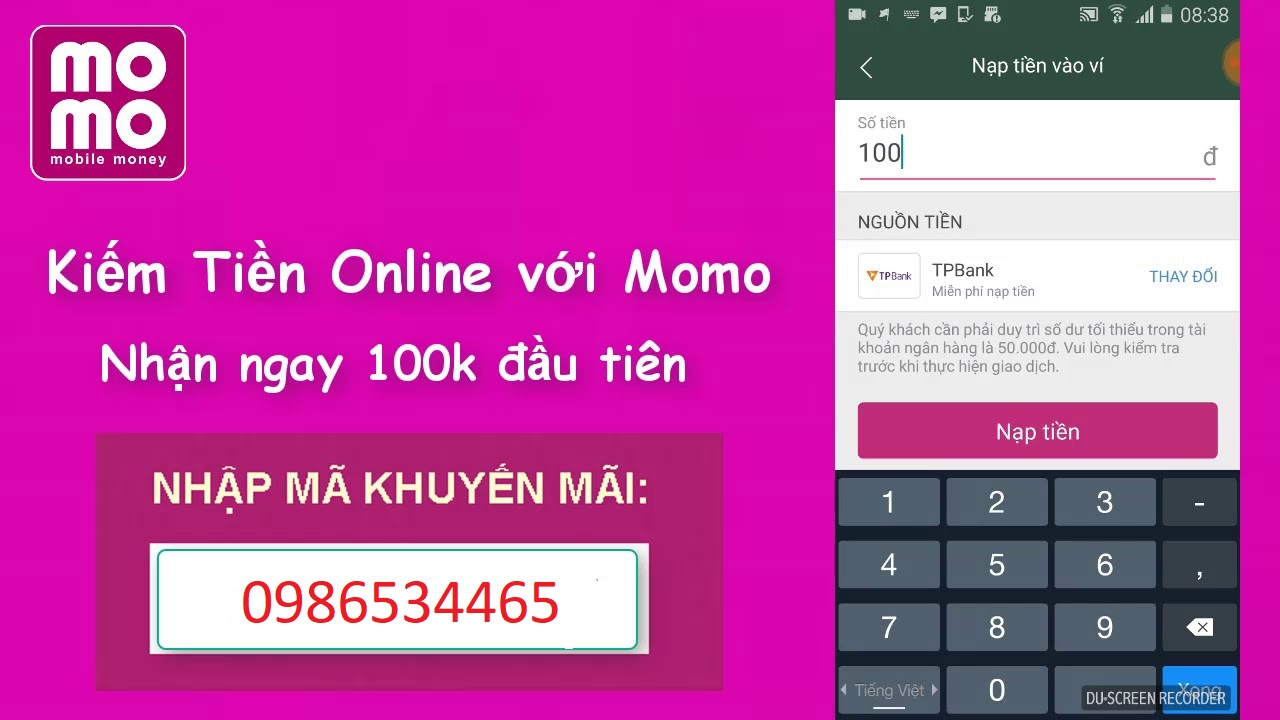 mo
mo
mobile money
Kiếm Tiền Online với Momo
Nhận ngay 100k đầu tiên
NHẬP MÃ KHUYẾN MÃI:
0986534465
08:38
Nạp tiền vào ví
Số tiền
100
đ
NGUỒN TIỀN
TPBank
TPBank
Miễn phí nạp tiền
THAY ĐỔI
Quý khách cần phải duy trì số dư tối thiểu trong tài
khoản ngân hàng là 50.000đ. Vui lòng kiểm tra
trước khi thực hiện giao dịch.
Nạp tiền
1 2 3 -
4 5 6 ,
7 8 9
Tiếng Việt 0 Xong
DU-SCREEN RECORDER